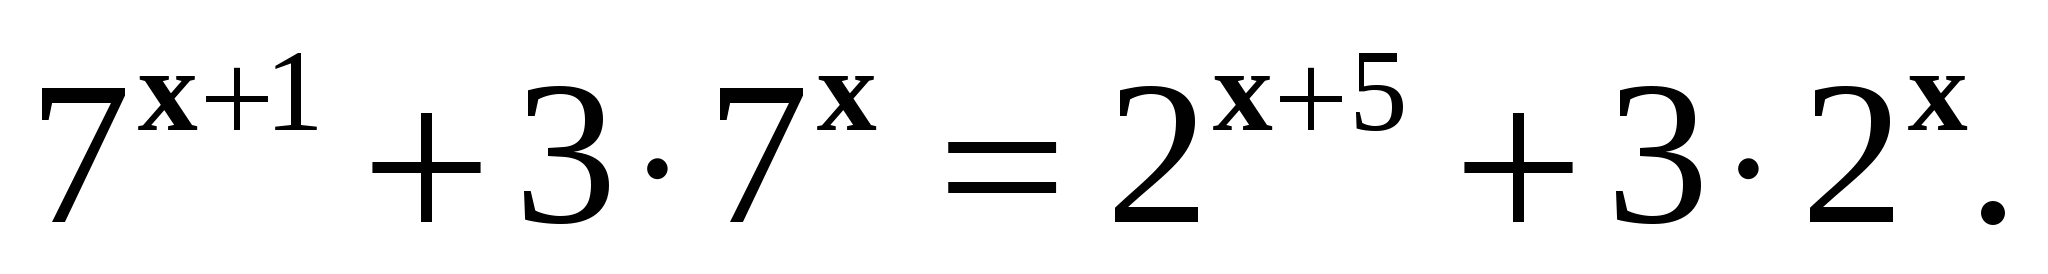 7^{x+1} + 3·7^x = 2^{x+5} + 3·2^x.